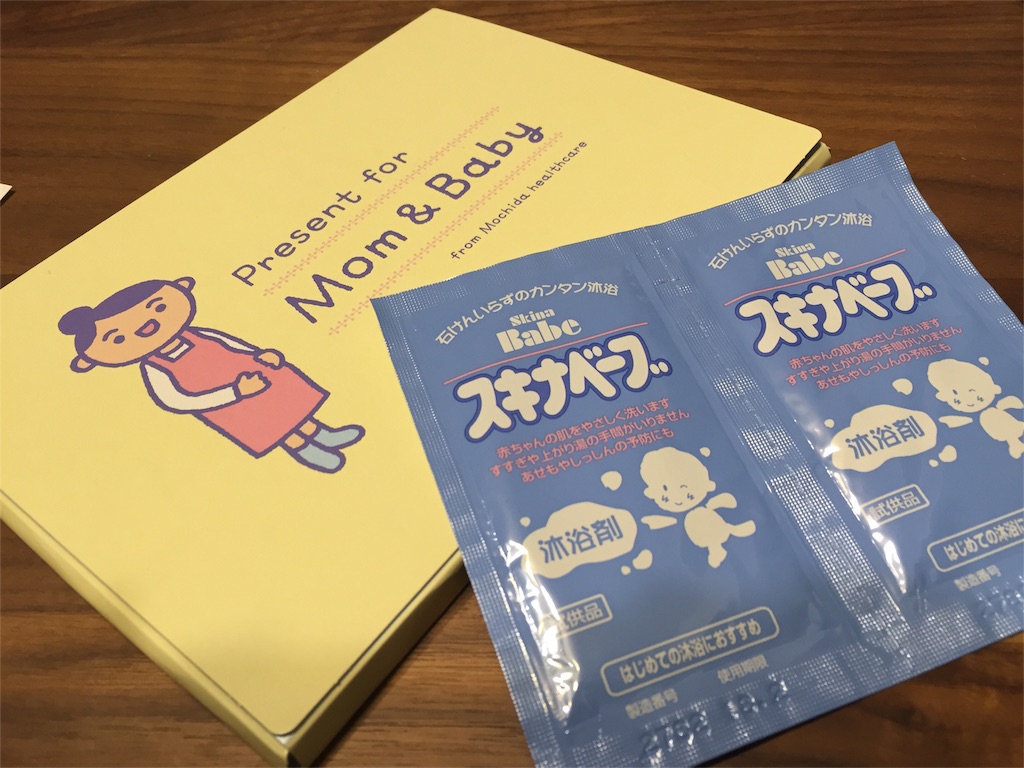 Present for
Mom & Baby
from Mochida healthcare
石けんいらずのカンタン沐浴
Skina
Babe
スキナベーブ
赤ちゃんの肌をやさしく洗います
すすぎや上がり湯の手間がいりません
あせもやしっしんの予防にも
沐浴剤
試供品
はじめての沐浴におすすめ
製造番号
使用期限
石けんいらずのカンタン沐浴
Skina
Babe
スキナベーブ
赤ちゃんの肌をやさしく洗います
すすぎや上がり湯の手間がいりません
あせもやしっしんの予防にも
沐浴剤
試供品
はじめての沐浴に
製造番号